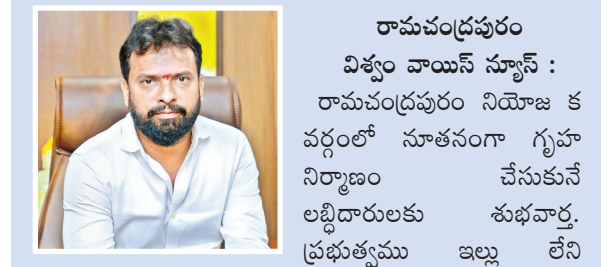 రామచంద్రపురం
విశ్వం వాయిస్ న్యూస్ :
రామచంద్రపురం నియోజ క
వర్గంలో నూతనంగా గృహ
నిర్మాణం చేసుకునే
లబ్ధిదారులకు శుభవార్త.
ప్రభుత్వము ఇల్లు లేని